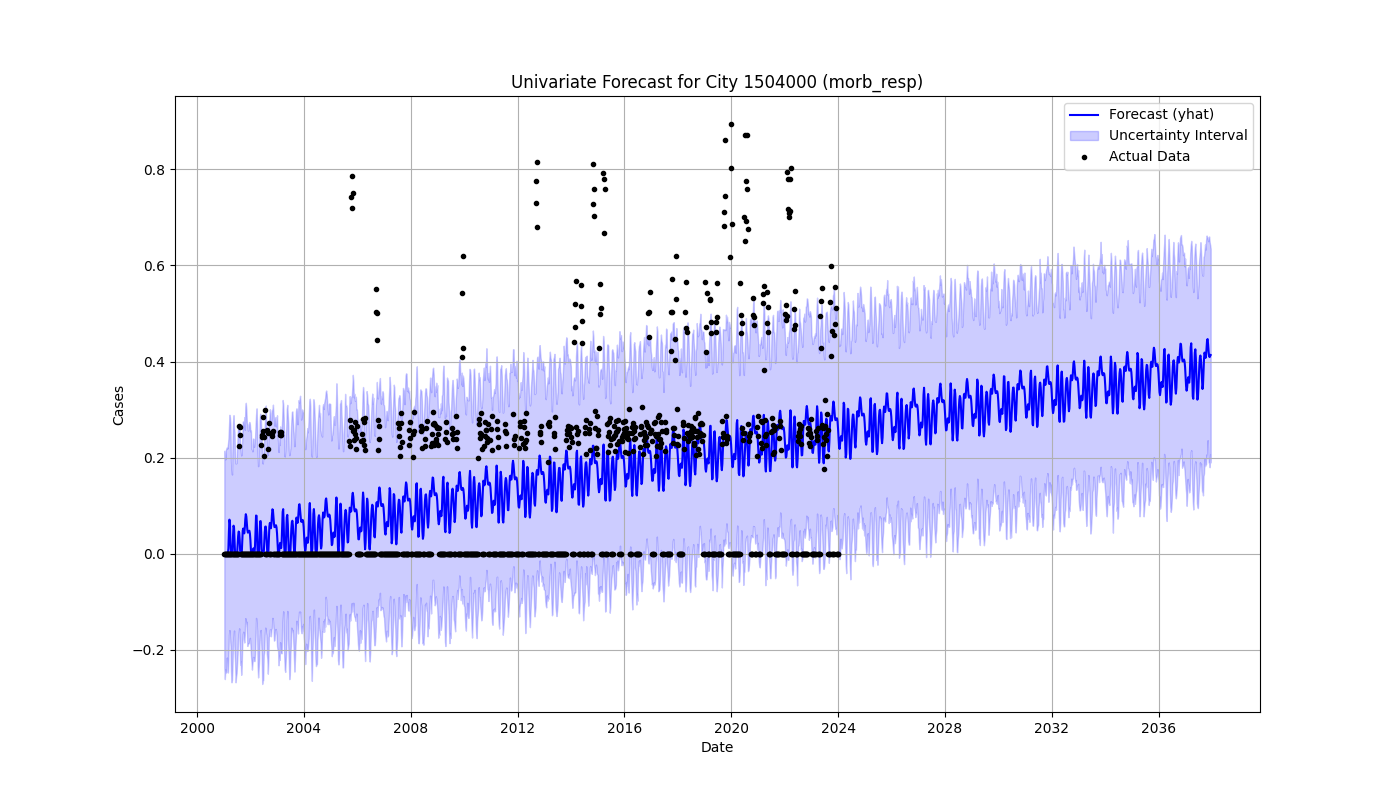 Univariate Forecast for City 1504000 (morb_resp)
Forecast (yhat)
Uncertainty Interval
Actual Data
Cases
0.8
0.6
0.4
0.2
0.0
−0.2
2000 2004 2008 2012 2016 2020 2024 2028 2032 2036
Date